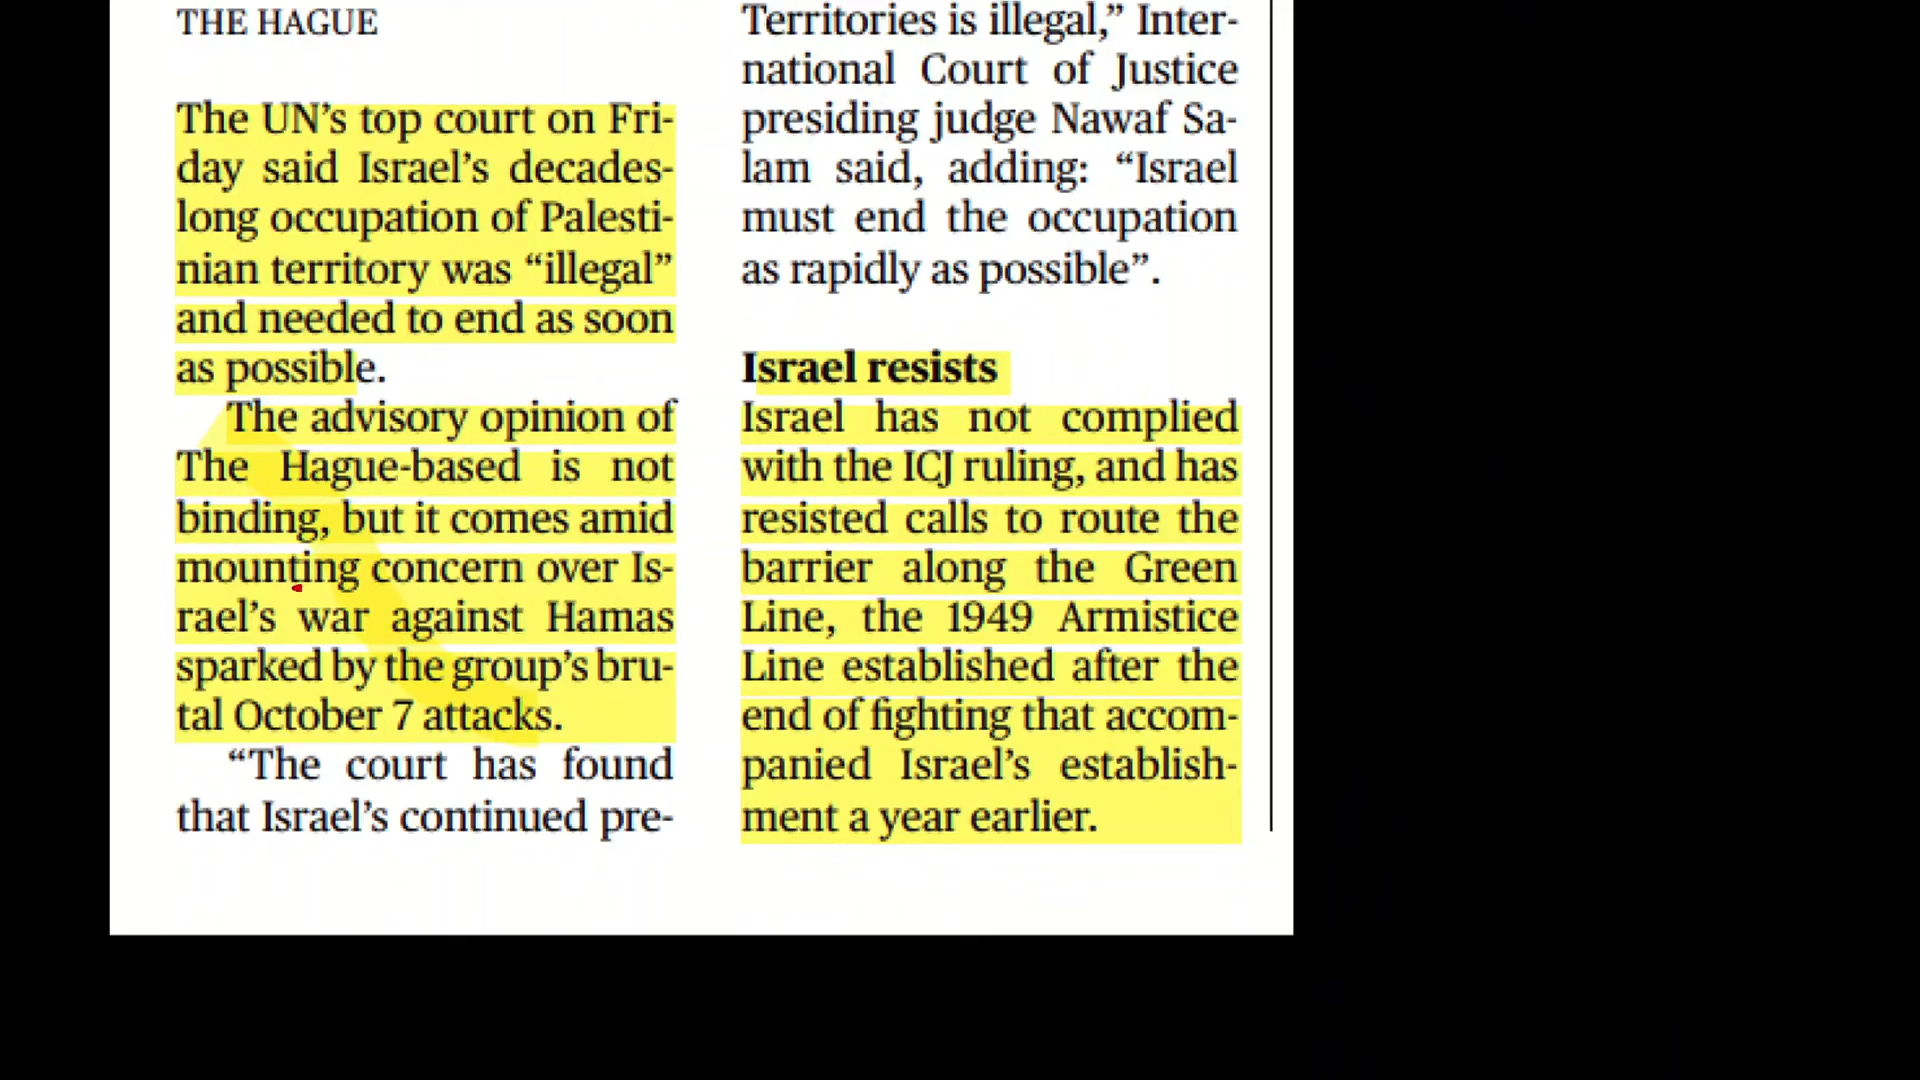 THE HAGUE
The UN’s top court on Fri-
day said Israel’s decades-
long occupation of Palesti-
nian territory was “illegal”
and needed to end as soon
as possible.
The advisory opinion of
The Hague-based is not
binding, but it comes amid
mounting concern over Is-
rael’s war against Hamas
sparked by the group’s bru-
tal October 7 attacks.
“The court has found
that Israel’s continued pre-
Territories is illegal,” Inter-
national Court of Justice
presiding judge Nawaf Sa-
lam said, adding: “Israel
must end the occupation
as rapidly as possible”.
Israel resists
Israel has not complied
with the ICJ ruling, and has
resisted calls to route the
barrier along the Green
Line, the 1949 Armistice
Line established after the
end of fighting that accom-
panied Israel’s establish-
ment a year earlier.